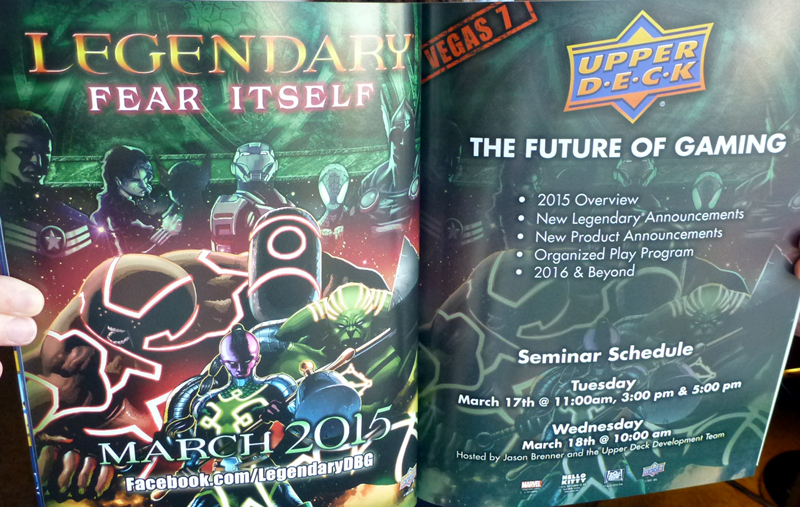 LEGENDARY
FEAR ITSELF
MARCH 2015
Facebook.com/LegendaryDBG
VEGAS 7
UPPER
D·E·C·K
THE FUTURE OF GAMING
• 2015 Overview
• New Legendary Announcements
• New Product Announcements
• Organized Play Program
• 2016 & Beyond
Seminar Schedule
Tuesday
March 17th @ 11:00am, 3:00 pm & 5:00 pm
Wednesday
March 18th @ 10:00 am
Hosted by Jason Brenner and the Upper Deck Development Team
MARVEL
HELLO
KITTY